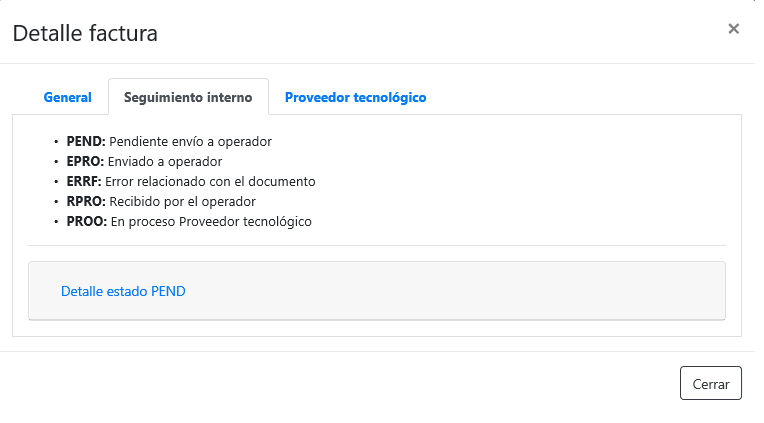 Detalle factura
×
General Seguimiento interno Proveedor tecnológico
• PEND: Pendiente envío a operador
• EPRO: Enviado a operador
• ERRF: Error relacionado con el documento
• RPRO: Recibido por el operador
• PROO: En proceso Proveedor tecnológico
Detalle estado PEND
Cerrar